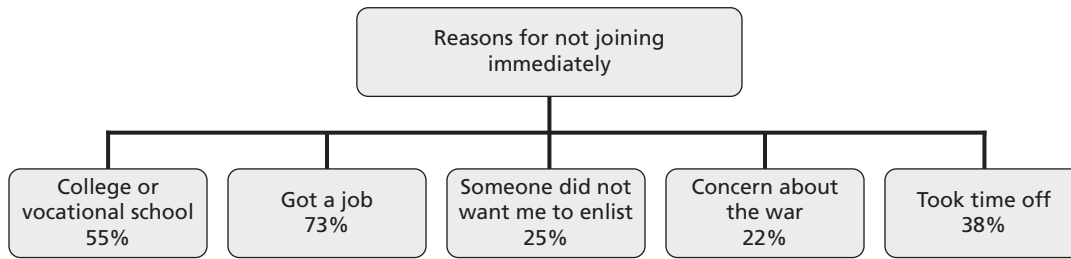 Reasons for not joining
immediately
College or
vocational school
55%
Got a job
73%
Someone did not
want me to enlist
25%
Concern about
the war
22%
Took time off
38%